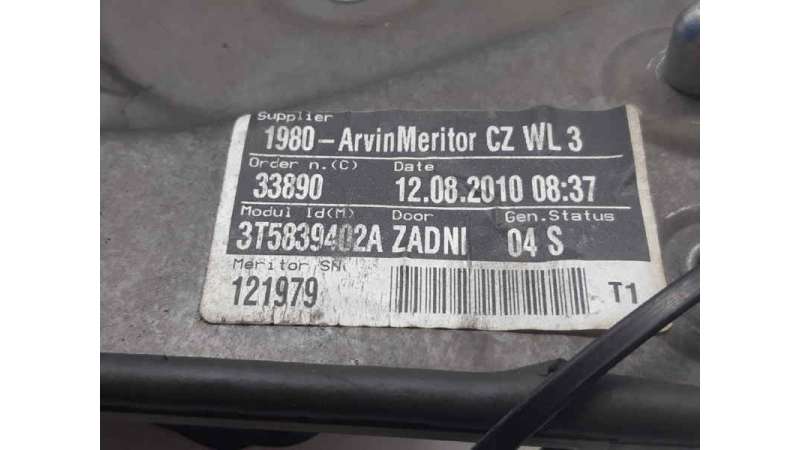 Supplier
1980-ArvinMeritor CZ WL 3
Order n.(C) Date
33890 12.08.2010 08:37
Modul Id(M) Door Gen.Status
3T5839402A ZADNI 04 S
Meritor SN(
121979 T1